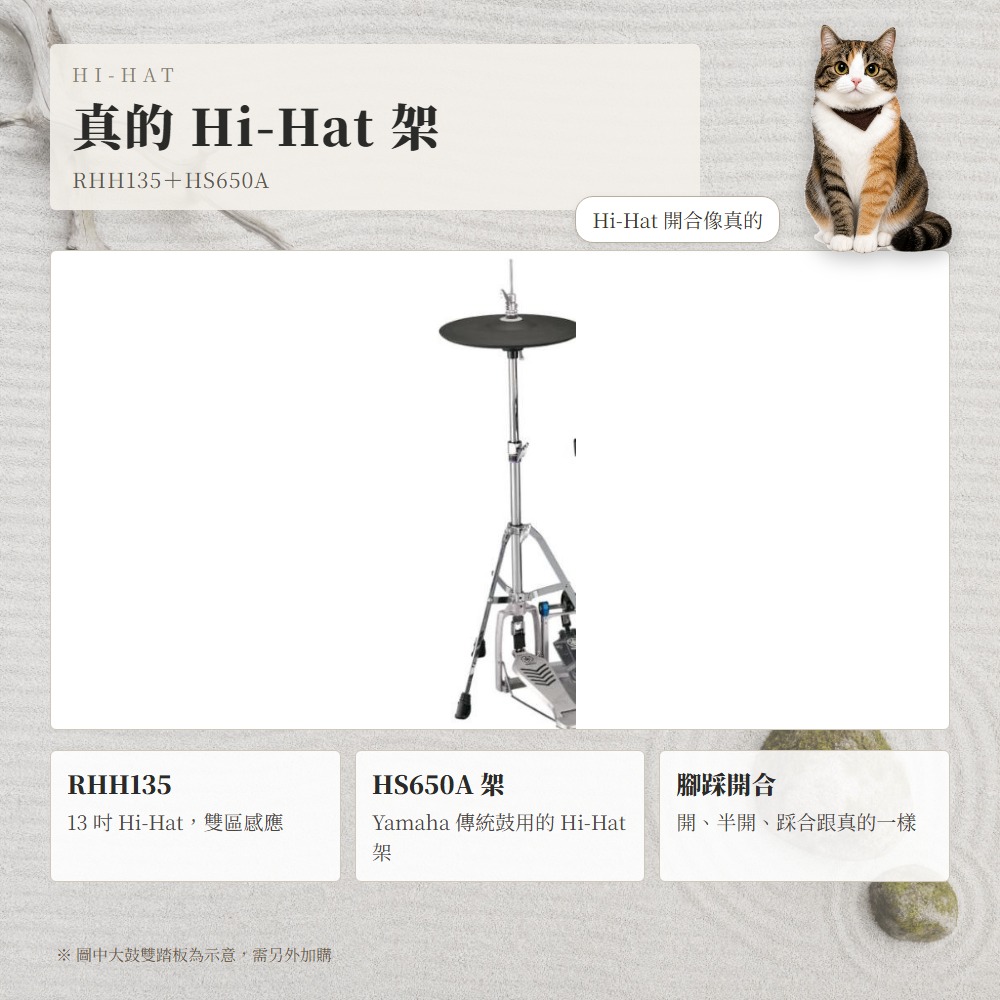 HI-HAT
真的 Hi-Hat 架
RHH135＋HS650A
Hi-Hat 開合像真的
RHH135
13 吋 Hi-Hat，雙區感應
HS650A 架
Yamaha 傳統鼓用的 Hi-Hat
架
腳踩開合
開、半開、踩合跟真的一樣
※ 圖中大鼓雙踏板為示意，需另外加購